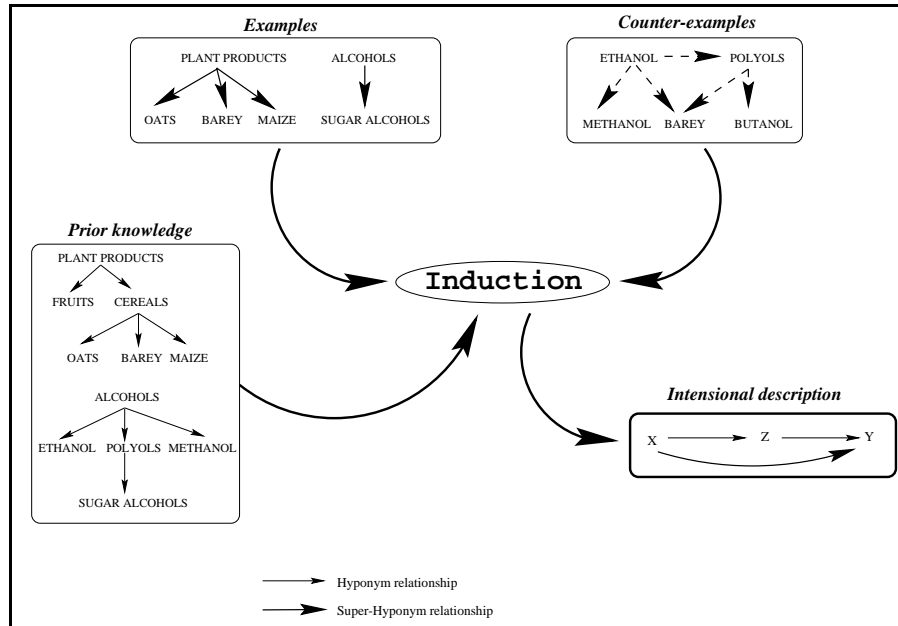 Examples
PLANT PRODUCTS ALCOHOLS
OATS BAREY MAIZE SUGAR ALCOHOLS
Counter-examples
ETHANOL POLYOLS
METHANOL BAREY BUTANOL
Prior knowledge
PLANT PRODUCTS
FRUITS CEREALS
OATS BAREY MAIZE
ALCOHOLS
ETHANOL POLYOLS METHANOL
SUGAR ALCOHOLS
Induction
Intensional description
X Z Y
Hyponym relationship
Super-Hyponym relationship